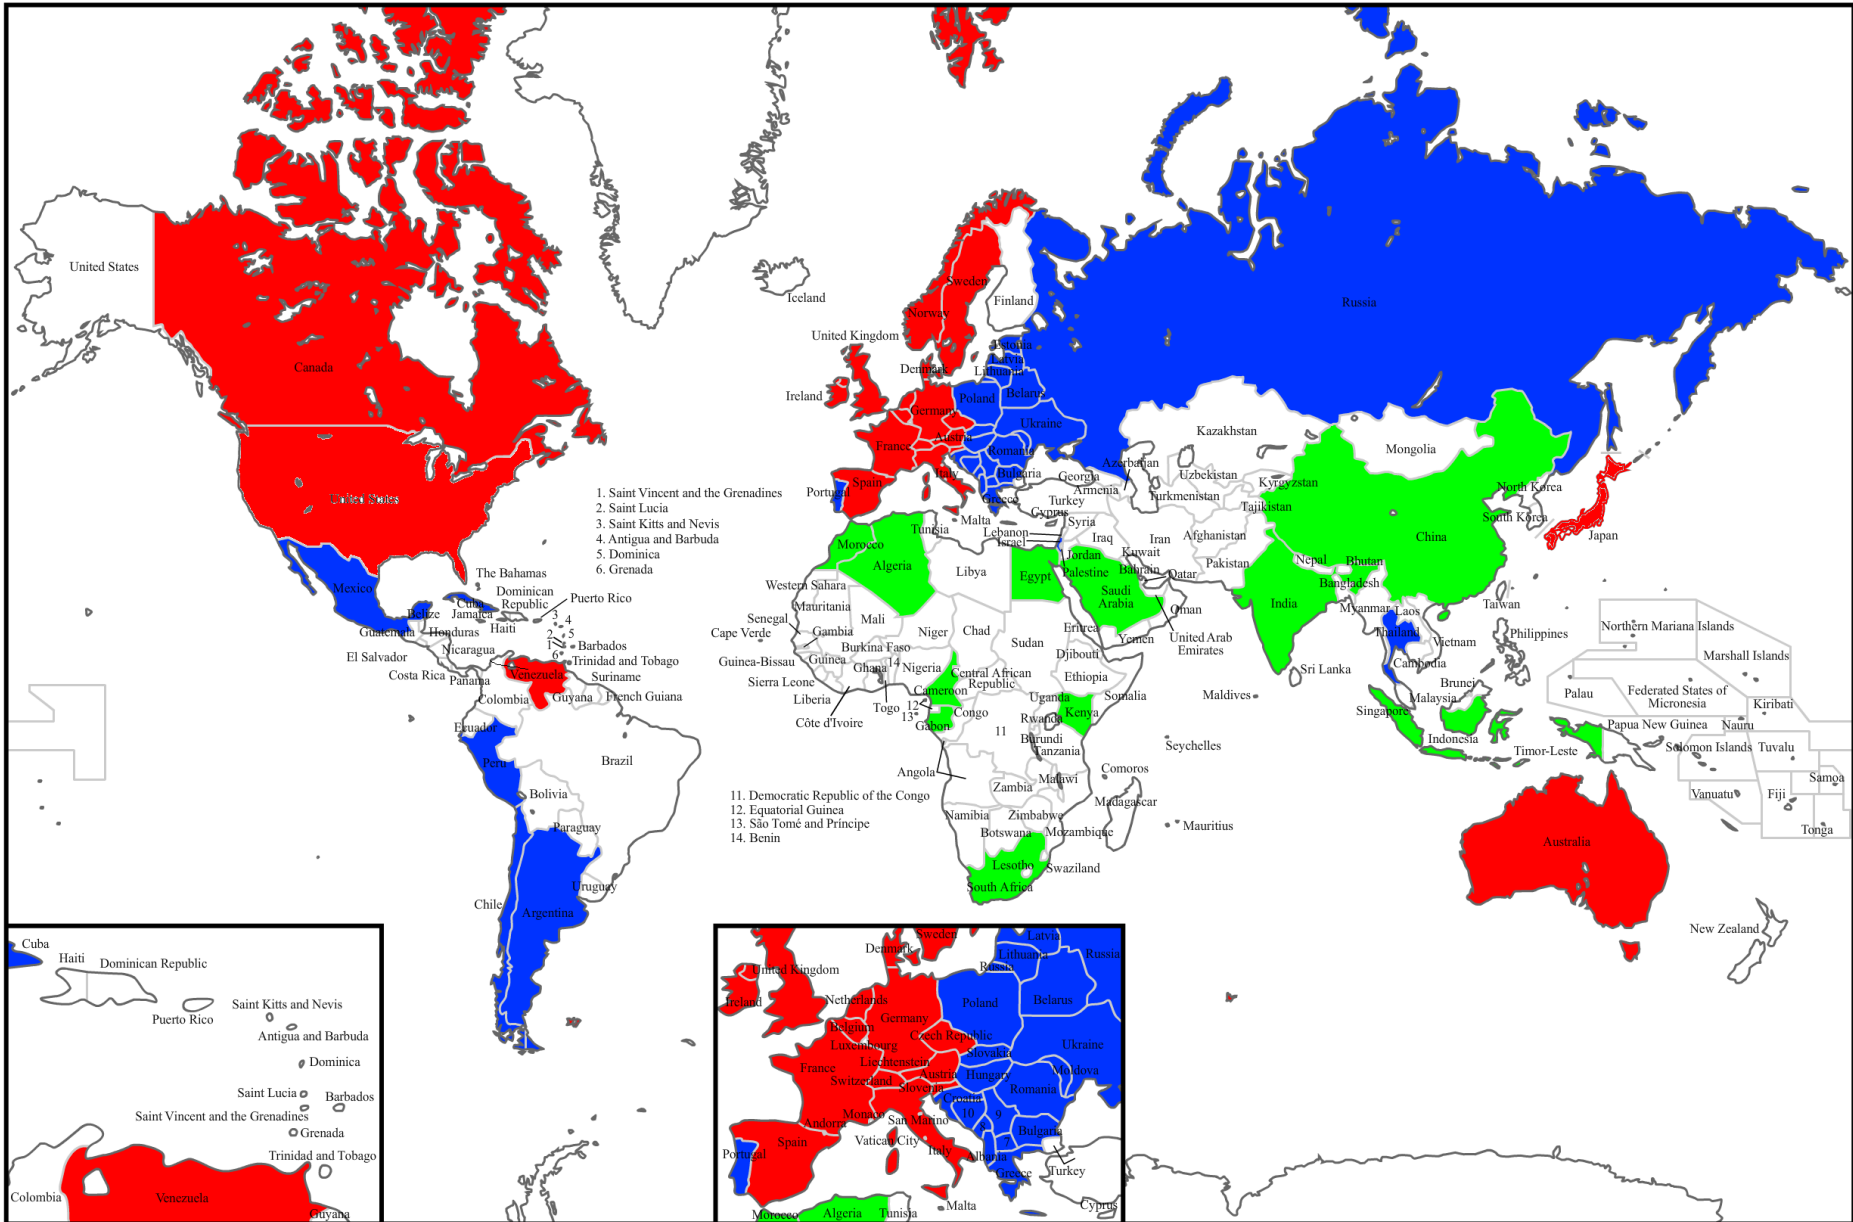 United States
Canada
United States
Mexico
Iceland
United Kingdom
Ireland
Norway
Sweden
Finland
Denmark
Estonia
Latvia
Lithuania
Belarus
Poland
Germany
Ukraine
Austria
France
Romania
Italy
Bulgaria
Spain
Portugal
Greece
Russia
Kazakhstan
Mongolia
Georgia
Azerbaijan
Armenia
Uzbekistan
Turkmenistan
Kyrgyzstan
Tajikistan
Turkey
Cyprus
Syria
Malta
Tunisia
Lebanon
Israel
Iraq
Iran
Afghanistan
Jordan
Kuwait
Pakistan
Palestine
Bahrain
Qatar
Saudi
Arabia
Oman
Yemen
United Arab
Emirates
North Korea
South Korea
China
Japan
Nepal
Bhutan
Bangladesh
India
Myanmar
Laos
Taiwan
Thailand
Vietnam
Cambodia
Philippines
Sri Lanka
Maldives
Brunei
Malaysia
Singapore
Indonesia
Timor-Leste
Northern Mariana Islands
Marshall Islands
Palau
Federated States of
Micronesia
Kiribati
Papua New Guinea
Nauru
Solomon Islands
Tuvalu
Samoa
Vanuatu
Fiji
Tonga
Australia
New Zealand
1. Saint Vincent and the Grenadines
2. Saint Lucia
3. Saint Kitts and Nevis
4. Antigua and Barbuda
5. Dominica
6. Grenada
The Bahamas
Dominican
Republic
Puerto Rico
Cuba
Jamaica
Belize
Haiti
3
4
5
2
1
6
Guatemala
Honduras
Barbados
Nicaragua
Trinidad and Tobago
El Salvador
Costa Rica
Panama
Venezuela
Suriname
Colombia
Guyana
French Guiana
Ecuador
Peru
Brazil
Bolivia
Paraguay
Uruguay
Chile
Argentina
Morocco
Algeria
Libya
Egypt
Western Sahara
Mauritania
Mali
Senegal
Cape Verde
Gambia
Niger
Chad
Sudan
Eritrea
Djibouti
Burkina Faso
Guinea-Bissau
Guinea
Ghana
14
Nigeria
Central African
Republic
Ethiopia
Sierra Leone
Liberia
Côte d'Ivoire
Togo
Cameroon
12
13
Gabon
Congo
11
Uganda
Kenya
Somalia
Rwanda
Burundi
Tanzania
Seychelles
Angola
Zambia
Malawi
Comoros
11. Democratic Republic of the Congo
12. Equatorial Guinea
13. São Tomé and Príncipe
14. Benin
Madagascar
Mauritius
Namibia
Zimbabwe
Botswana
Mozambique
Lesotho
Swaziland
South Africa
Cuba
Haiti
Dominican Republic
Puerto Rico
Saint Kitts and Nevis
Antigua and Barbuda
Dominica
Saint Lucia
Barbados
Saint Vincent and the Grenadines
Grenada
Trinidad and Tobago
Colombia
Venezuela
Guyana
Sweden
Latvia
Denmark
Lithuania
Russia
Russia
United Kingdom
Ireland
Netherlands
Poland
Belarus
Germany
Belgium
Czech Republic
Luxembourg
Slovakia
Ukraine
Liechtenstein
France
Austria
Hungary
Moldova
Switzerland
Slovenia
Romania
Croatia
Monaco
Andorra
San Marino
10
9
8
7
Bulgaria
Spain
Vatican City
Italy
Portugal
Albania
Greece
Turkey
Malta
Cyprus
Morocco
Algeria
Tunisia